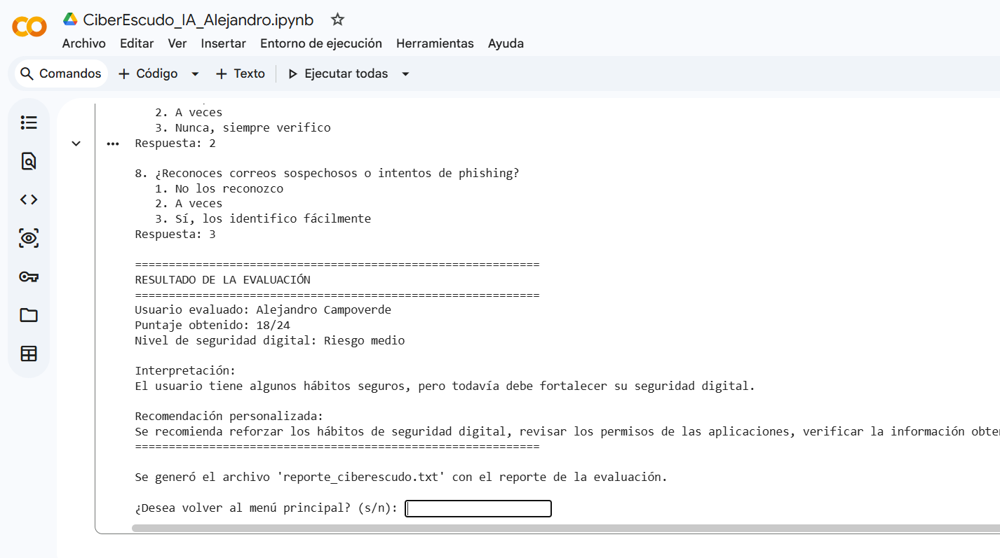 CiberEscudo_IA_Alejandro.ipynb
Archivo Editar Ver Insertar Entorno de ejecución Herramientas Ayuda
Comandos + Código + Texto Ejecutar todas
2. A veces
3. Nunca, siempre verifico
Respuesta: 2
8. ¿Reconoces correos sospechosos o intentos de phishing?
1. No los reconozco
2. A veces
3. Sí, los identifico fácilmente
Respuesta: 3
============================================================
RESULTADO DE LA EVALUACIÓN
============================================================
Usuario evaluado: Alejandro Campoverde
Puntaje obtenido: 18/24
Nivel de seguridad digital: Riesgo medio
Interpretación:
El usuario tiene algunos hábitos seguros, pero todavía debe fortalecer su seguridad digital.
Recomendación personalizada:
Se recomienda reforzar los hábitos de seguridad digital, revisar los permisos de las aplicaciones, verificar la información
============================================================
Se generó el archivo 'reporte_ciberescudo.txt' con el reporte de la evaluación.
¿Desea volver al menú principal? (s/n):